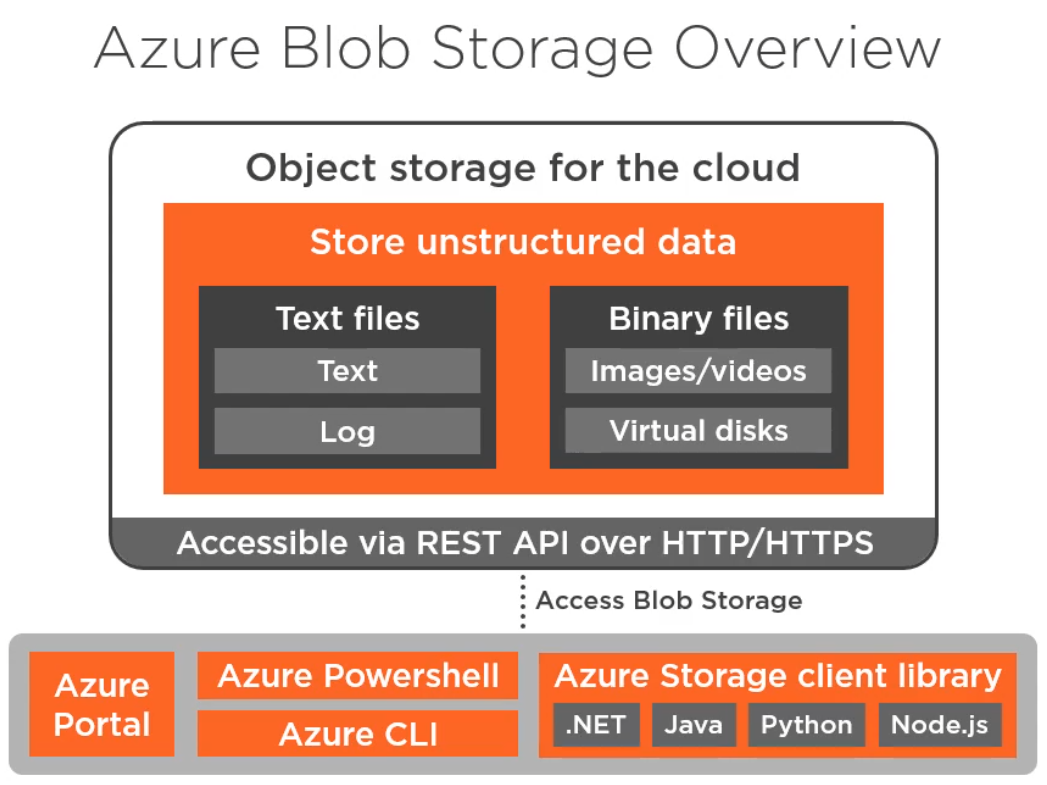 Azure Blob Storage Overview
Object storage for the cloud
Store unstructured data
Text files
Text
Log
Binary files
Images/videos
Virtual disks
Accessible via REST API over HTTP/HTTPS
Access Blob Storage
Azure
Portal
Azure Powershell
Azure CLI
Azure Storage client library
.NET
Java
Python
Node.js